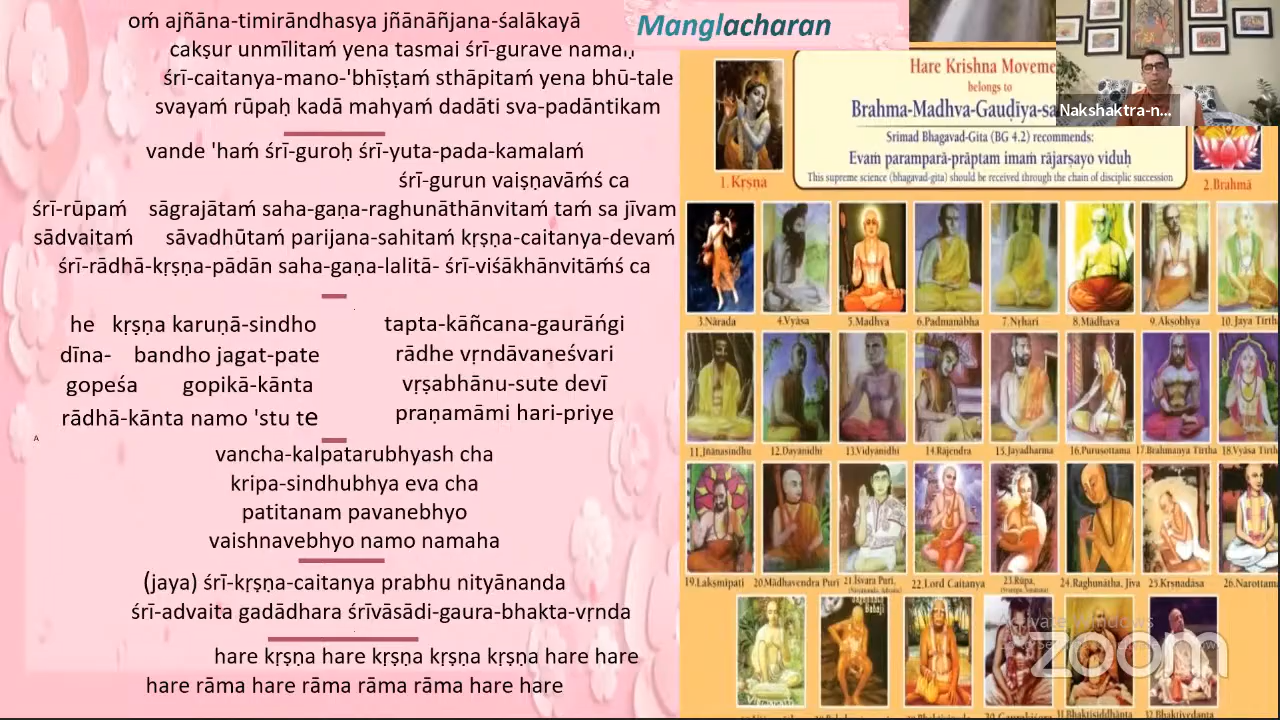 Manglacharan
oṁ ajñāna-timirāndhasya jñānāñjana-śalākayā
cakṣur unmīlitaṁ yena tasmai śrī-gurave namaḥ
śrī-caitanya-mano-'bhīṣṭaṁ sthāpitaṁ yena bhū-tale
svayaṁ rūpaḥ kadā mahyaṁ dadāti sva-padāntikam
vande 'haṁ śrī-guroḥ śrī-yuta-pada-kamalaṁ
śrī-gurun vaiṣṇavāṁś ca
śrī-rūpaṁ sāgrajātaṁ saha-gaṇa-raghunāthānvitaṁ taṁ sa jīvam
sādvaitaṁ sāvadhūtaṁ parijana-sahitaṁ kṛṣṇa-caitanya-devaṁ
śrī-rādhā-kṛṣṇa-pādān saha-gaṇa-lalitā- śrī-viśākhānvitāṁś ca
he kṛṣṇa karuṇā-sindho
dīna- bandho jagat-pate
gopeśa gopikā-kānta
rādhā-kānta namo 'stu te
A
tapta-kāñcana-gaurāṅgi
rādhe vṛndāvaneśvari
vṛṣabhānu-sute devī
praṇamāmi hari-priye
vancha-kalpatarubhyash cha
kripa-sindhubhya eva cha
patitanam pavanebhyo
vaishnavebhyo namo namaha
(jaya) śrī-kṛṣṇa-caitanya prabhu nityānanda
śrī-advaita gadādhara śrīvāsādi-gaura-bhakta-vṛnda
hare kṛṣṇa hare kṛṣṇa kṛṣṇa kṛṣṇa hare hare
hare rāma hare rāma rāma rāma hare hare
Hare Krishna Moveme
belongs to
Brahma-Madhva-Gauḍīya-sa
Srimad Bhagavad-Gita (BG 4.2) recommends:
Evaṁ paramparā-prāptam imaṁ rājarṣayo viduḥ
This supreme science (bhagavad-gita) should be received through the chain of disciplic succession
Nakshaktra-n...
1.Kṛṣṇa
2.Brahmā
3.Nārada 4.Vyāsa 5.Madhva 6.Padmanābha 7.Nṛhari 8.Mādhava 9.Akṣobhya 10.Jaya Tīrth
11.Jñānasindhu 12.Dayānidhi 13.Vidyānidhi 14.Rājendra 15.Jayadharma 16.Puruṣottama 17.Brahmanya Tīrtha 18.Vyāsa Tīrth
19.Lakṣmīpati 20.Mādhavendra Purī 21.Īśvara Purī, 22.Lord Caitanya 23.Rūpa, 24.Raghunātha, Jīva 25.Kṛṣṇadāsa 26.Narottama
Activate Windows
zoom